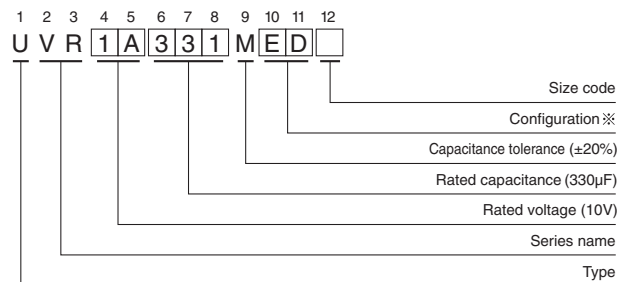 1 2 3 4 5 6 7 8 9 10 11 12
U V R 1 A 3 3 1 M E D
Size code
Configuration※
Capacitance tolerance (±20%)
Rated capacitance (330µF)
Rated voltage (10V)
Series name
Type